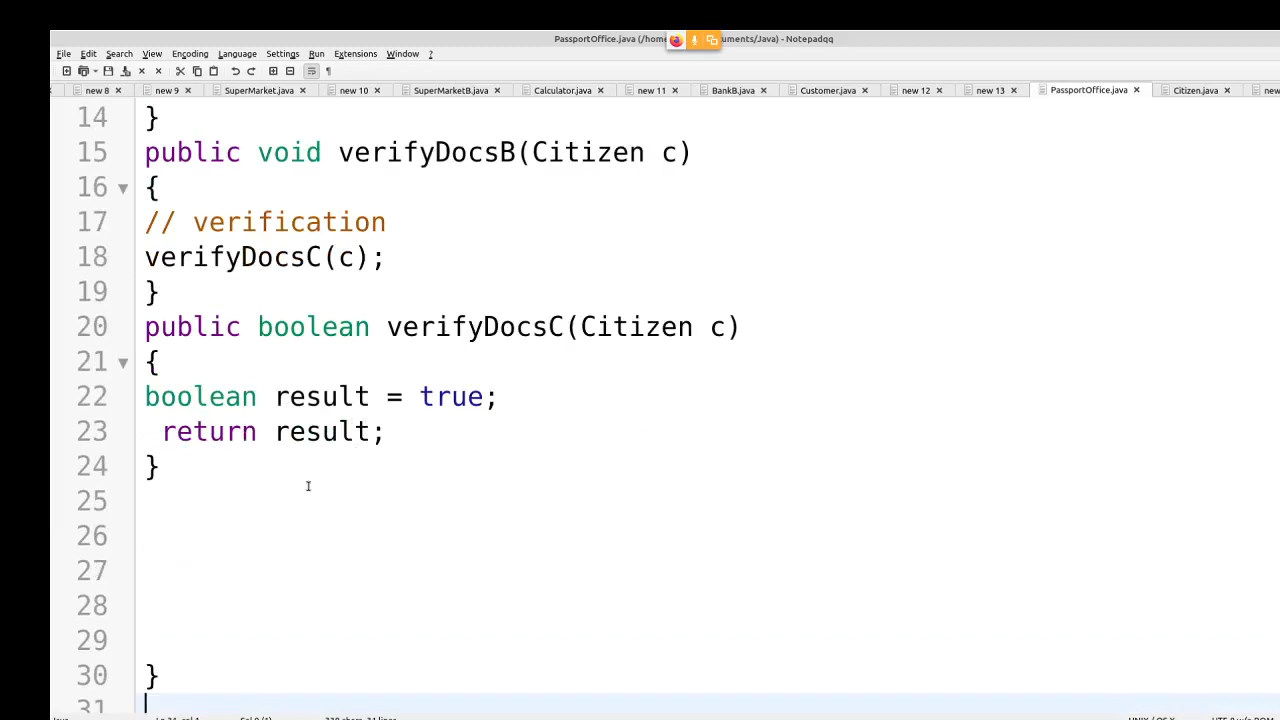 PassportOffice.java (/home uments/Java) - Notepadqq
File Edit Search View Encoding Language Settings Run Extensions Window ?
new 8 new 9 SuperMarket.java new 10 SuperMarketB.java Calculator.java new 11 BankB.java Customer.java new 12 new 13 PassportOffice.java Citizen.java new
14 }
15 public void verifyDocsB(Citizen c)
16 {
17 // verification
18 verifyDocsC(c);
19 }
20 public boolean verifyDocsC(Citizen c)
21 {
22 boolean result = true;
23 return result;
24 }
25
26
27
28
29
30 }
31